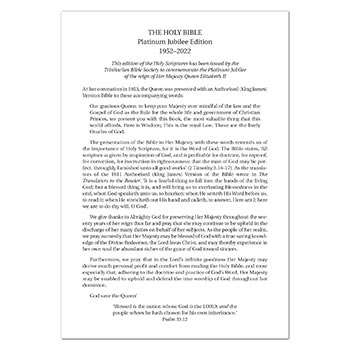 THE HOLY BIBLE
Platinum Jubilee Edition
1952–2022
This edition of the Holy Scriptures has been issued by the
Trinitarian Bible Society to commemorate the Platinum Jubilee
of the reign of Her Majesty Queen Elizabeth II
At her coronation in 1953, the Queen was presented with an Authorised (King James)
Version Bible to these accompanying words:
Our gracious Queen: to keep your Majesty ever mindful of the law and the
Gospel of God as the Rule for the whole life and government of Christian
Princes, we present you with this Book, the most valuable thing that this
world affords. Here is Wisdom; This is the royal Law; These are the lively
Oracles of God.
The presentation of the Bible to Her Majesty with these words reminds us of
the importance of Holy Scripture, for it is the Word of God. The Bible states, 'All
scripture is given by inspiration of God, and is profitable for doctrine, for reproof,
for correction, for instruction in righteousness: that the man of God may be per-
fect, throughly furnished unto all good works' (2 Timothy 3.16-17). As the transla-
tors of the 1611 Authorised (King James) Version of the Bible wrote in The
Translators to the Reader, 'It is a fearful thing to fall into the hands of the living
God; but a blessed thing it is, and will bring us to everlasting blessedness in the
end, when God speaketh unto us, to hearken; when He setteth His Word before us,
to read it; when He stretcheth out His hand and calleth, to answer, Here am I; here
we are to do thy will, O God'.
We give thanks to Almighty God for preserving Her Majesty throughout the sev-
enty years of her reign thus far and pray that she may continue to be upheld in the
discharge of her many duties on behalf of her subjects. As the people of her realm,
we pray earnestly that Her Majesty may be blessed of God with a true saving knowl-
edge of the Divine Redeemer, the Lord Jesus Christ, and may thereby experience in
her own soul the abundant riches of the grace of God toward sinners.
Furthermore, we pray that in the Lord's infinite goodness Her Majesty may
derive much personal profit and comfort from reading the Holy Bible, and most
especially that, adhering to the doctrine and practice of God's Word, Her Majesty
may be enabled to uphold and defend the true worship of God throughout her
dominion.
God save the Queen!
'Blessed is the nation whose God is the LORD; and the
people whom he hath chosen for his own inheritance.'
Psalm 33.12